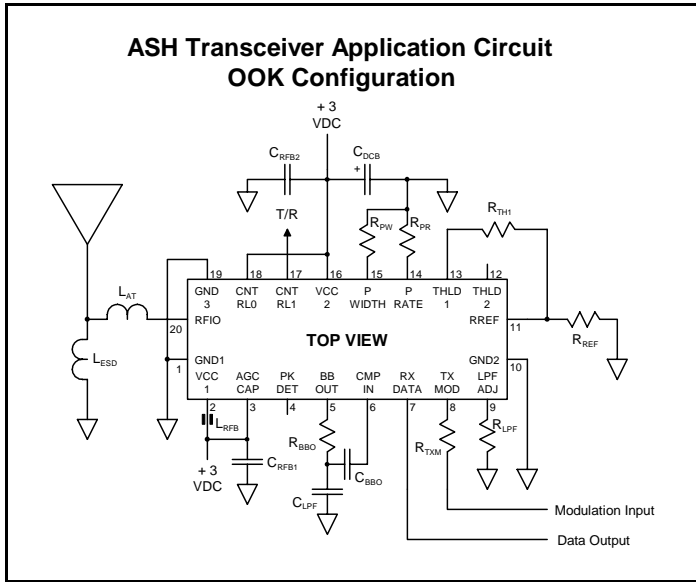 ASH Transceiver Application Circuit
OOK Configuration
+ 3
VDC
CRFB2
CDCB
+
T/R
RPW
RPR
RTH1
19
18
17
16
15
14
13
12
GND
3
CNT
RL0
CNT
RL1
VCC
2
P
WIDTH
P
RATE
THLD
1
THLD
2
LAT
20
RFIO
TOP VIEW
RREF
11
RREF
LESD
1
GND1
GND2
10
VCC
1
AGC
CAP
PK
DET
BB
OUT
CMP
IN
RX
DATA
TX
MOD
LPF
ADJ
2
3
4
5
6
7
8
9
LRFB
RBBO
RTXM
RLPF
+ 3
VDC
CRFB1
CBBO
CLPF
Modulation Input
Data Output